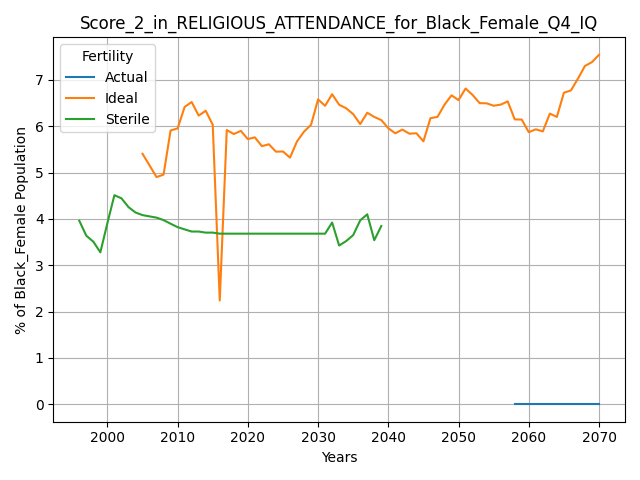 Score_2_in_RELIGIOUS_ATTENDANCE_for_Black_Female_Q4_IQ
Fertility
Actual
Ideal
Sterile
% of Black_Female Population
7
6
5
4
3
2
1
0
2000 2010 2020 2030 2040 2050 2060 2070
Years